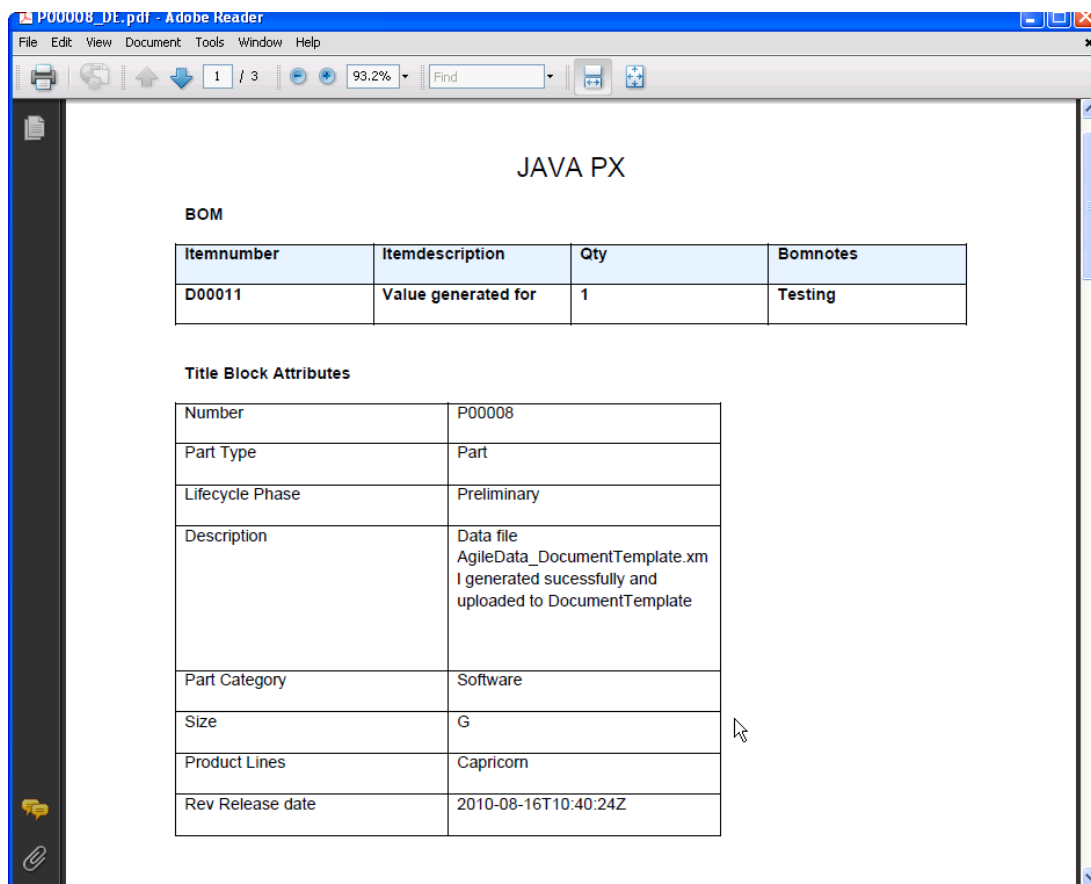 P00008_DE.pdf - Adobe Reader
File Edit View Document Tools Window Help
1 / 3 93.2% Find
JAVA PX
BOM
Itemnumber Itemdescription Qty Bomnotes
D00011 Value generated for 1 Testing
Title Block Attributes
Number P00008
Part Type Part
Lifecycle Phase Preliminary
Description Data file
AgileData_DocumentTemplate.xm
l generated sucessfully and
uploaded to DocumentTemplate
Part Category Software
Size G
Product Lines Capricorn
Rev Release date 2010-08-16T10:40:24Z